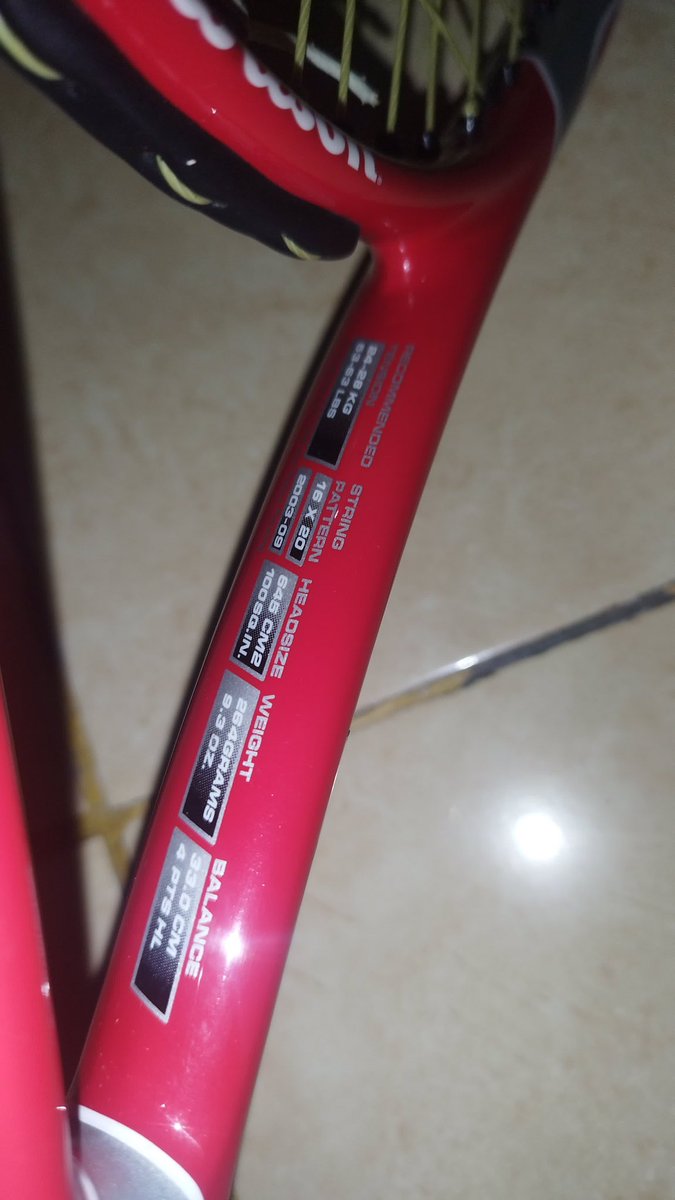 Wilson
RECOMMENDED
TENSION
24-28 KG
53-63 LBS
STRING
PATTERN
16 X 20
2003-09
HEADSIZE
645 CM2
100SQ.IN.
WEIGHT
264GRAMS
9.3 OZ.
BALANCE
33.0 CM
4 PTS HL